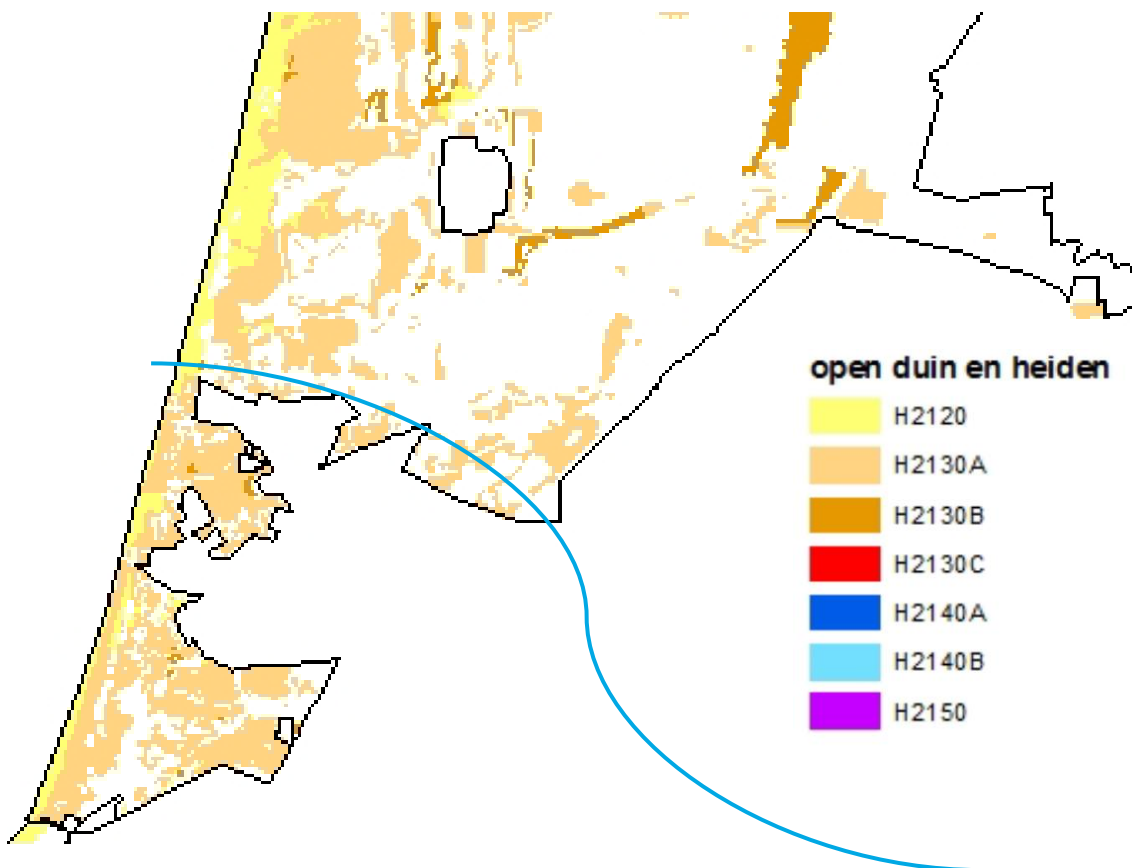 open duin en heiden
H2120
H2130A
H2130B
H2130C
H2140A
H2140B
H2150